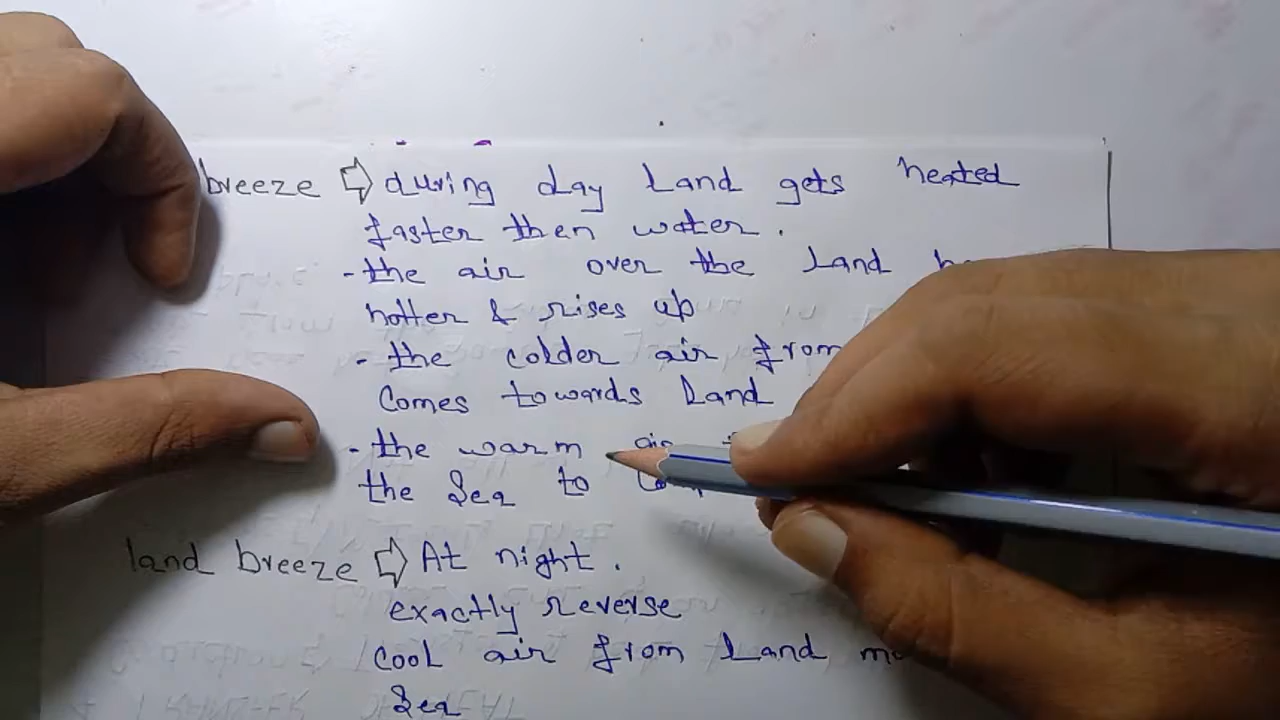 breeze ⇨ during day land gets heated
faster then water.
- the air over the land
hotter & rises up
- the colder air from
Comes towards land
- the warm air
the Sea to
land breeze ⇨ At night.
exactly reverse
cool air from land
Sea